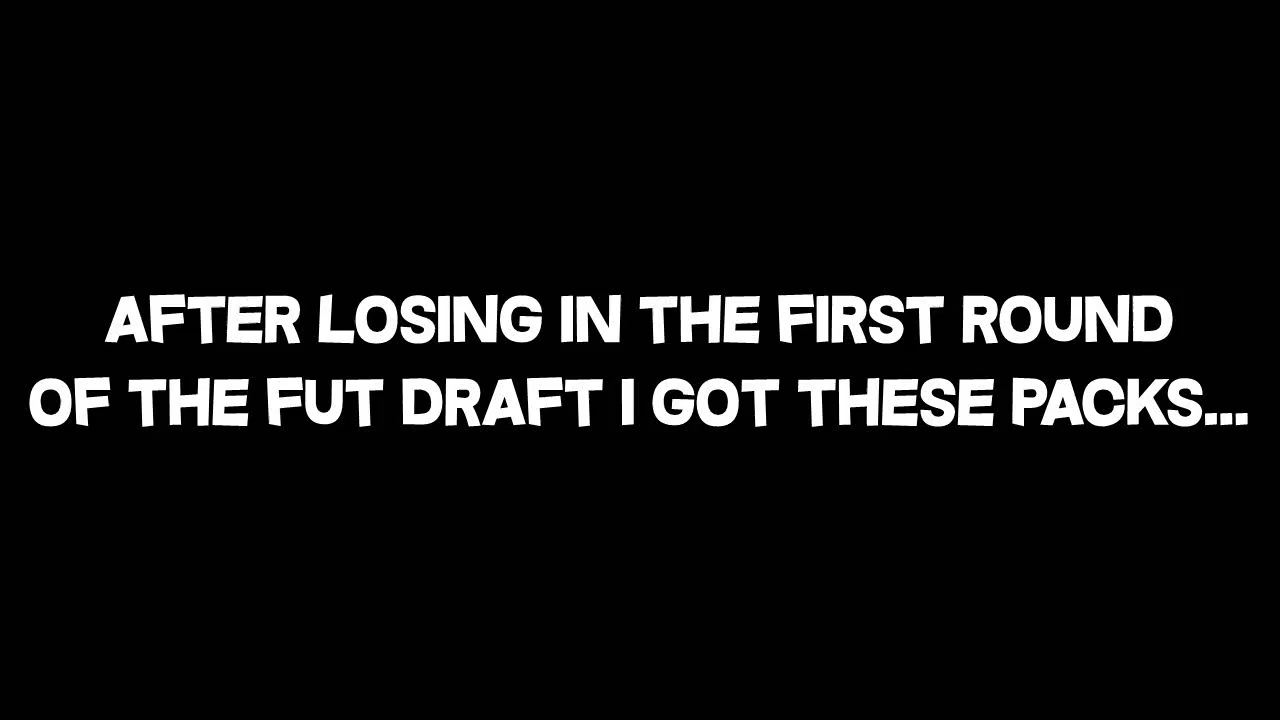 AFTER LOSING IN THE FIRST ROUND
OF THE FUT DRAFT I GOT THESE PACKS...